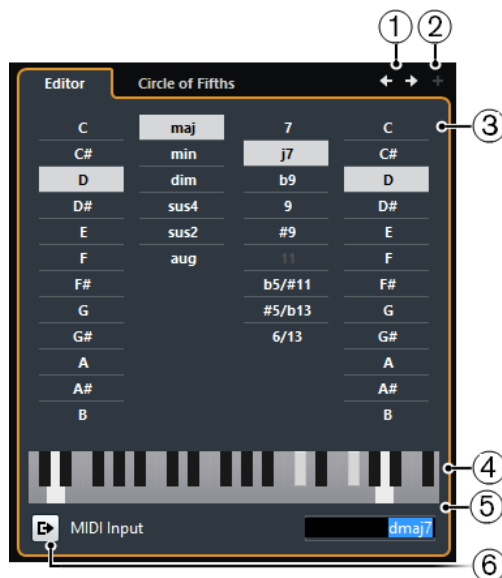 1 2
Editor Circle of Fifths
3
C maj 7 C
C# min j7 C#
D dim b9 D
D# sus4 9 D#
E sus2 #9 E
F aug 11 F
F# b5/#11 F#
G #5/b13 G
G# 6/13 G#
A A
A# A#
B B
4
5
MIDI Input dmaj7
6